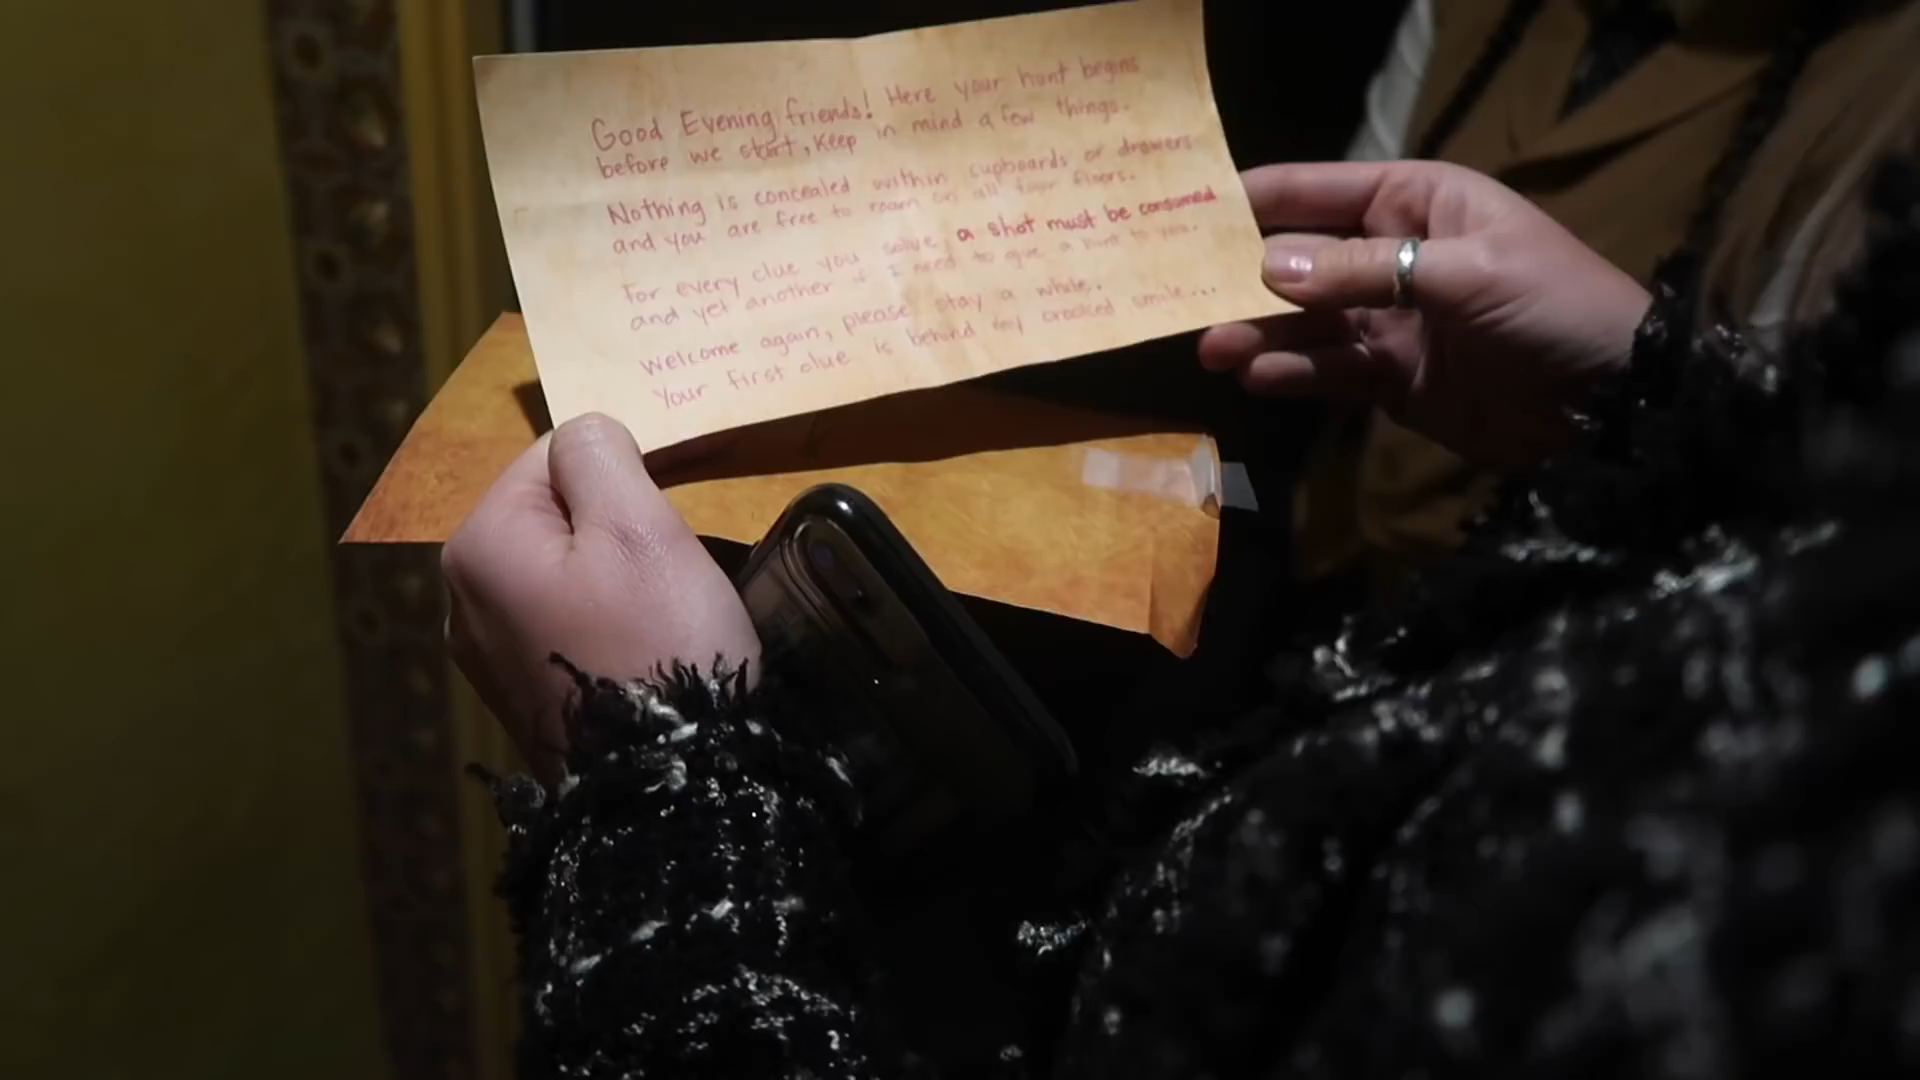 Good Evening friends! Here your hunt begins
before we start, Keep in mind a few things.
Nothing is concealed within cupboards or drawers
and you are free to roam on all four floors.
For every clue you solve, a shot must be consumed
and yet another if I need to give a hint to you.
Welcome again, please stay a while.
Your first clue is behind my crooked smile...